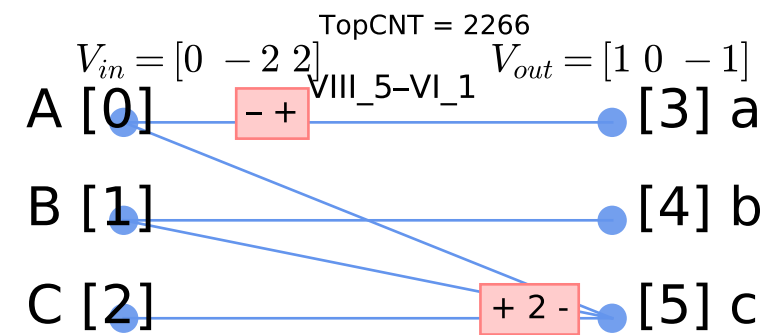 TopCNT = 2266
V_in = [0 −2 2] V_out = [1 0 −1]
VIII_5–VI_1
A [0] – + [3] a
B [1] [4] b
C [2] + 2 - [5] c